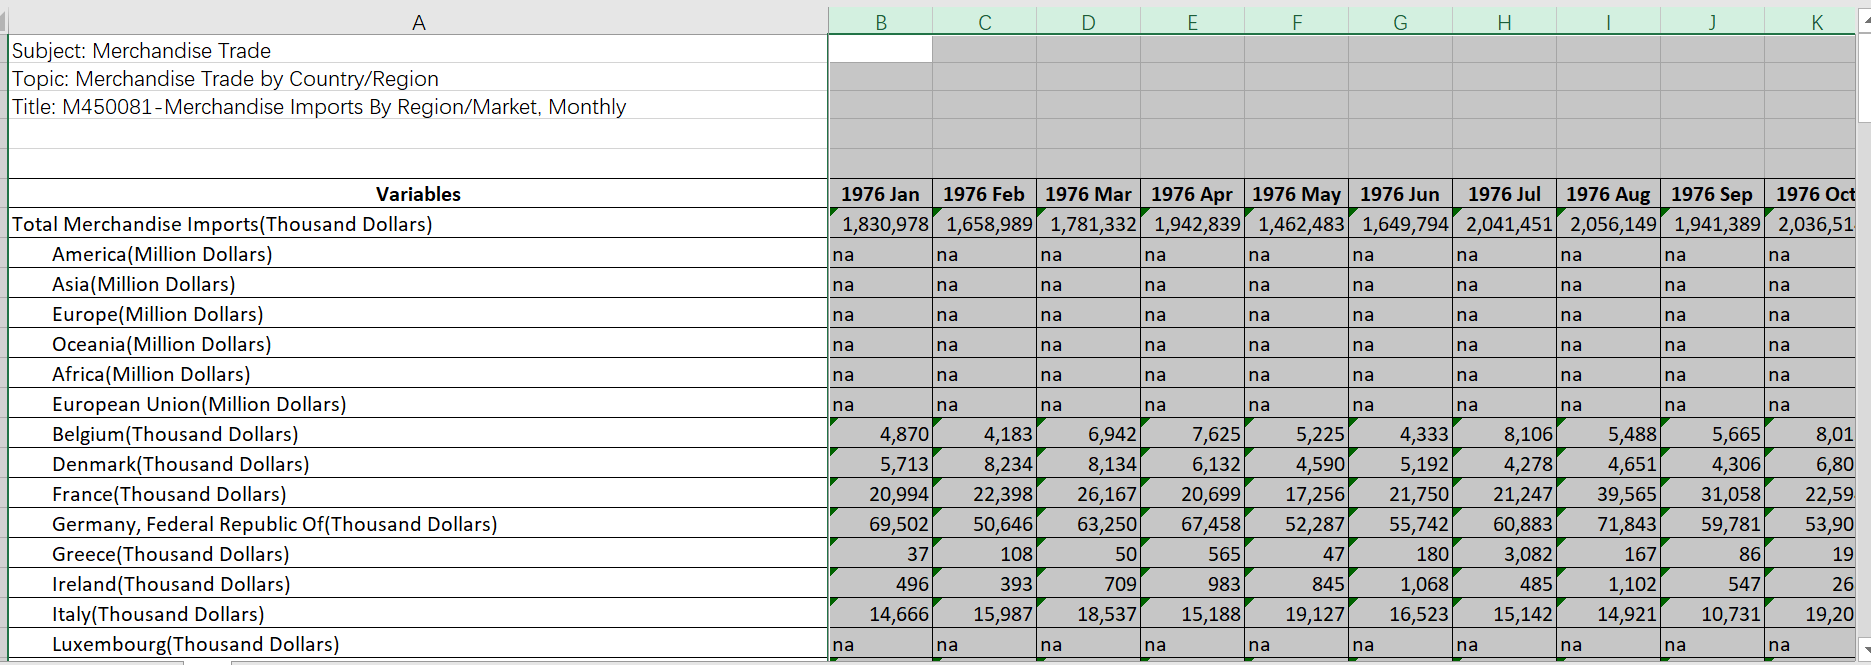 A B C D E F G H I J K
Subject: Merchandise Trade
Topic: Merchandise Trade by Country/Region
Title: M450081-Merchandise Imports By Region/Market, Monthly
Variables 1976 Jan 1976 Feb 1976 Mar 1976 Apr 1976 May 1976 Jun 1976 Jul 1976 Aug 1976 Sep 1976 Oct
Total Merchandise Imports(Thousand Dollars) 1,830,978 1,658,989 1,781,332 1,942,839 1,462,483 1,649,794 2,041,451 2,056,149 1,941,389 2,036,51
America(Million Dollars) na na na na na na na na na na
Asia(Million Dollars) na na na na na na na na na na
Europe(Million Dollars) na na na na na na na na na na
Oceania(Million Dollars) na na na na na na na na na na
Africa(Million Dollars) na na na na na na na na na na
European Union(Million Dollars) na na na na na na na na na na
Belgium(Thousand Dollars) 4,870 4,183 6,942 7,625 5,225 4,333 8,106 5,488 5,665 8,01
Denmark(Thousand Dollars) 5,713 8,234 8,134 6,132 4,590 5,192 4,278 4,651 4,306 6,80
France(Thousand Dollars) 20,994 22,398 26,167 20,699 17,256 21,750 21,247 39,565 31,058 22,59
Germany, Federal Republic Of(Thousand Dollars) 69,502 50,646 63,250 67,458 52,287 55,742 60,883 71,843 59,781 53,90
Greece(Thousand Dollars) 37 108 50 565 47 180 3,082 167 86 19
Ireland(Thousand Dollars) 496 393 709 983 845 1,068 485 1,102 547 26
Italy(Thousand Dollars) 14,666 15,987 18,537 15,188 19,127 16,523 15,142 14,921 10,731 19,20
Luxembourg(Thousand Dollars) na na na na na na na na na na